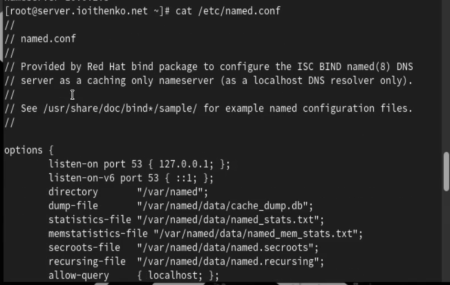 [root@server.ioithenko.net ~]# cat /etc/named.conf
//
// named.conf
//
// Provided by Red Hat bind package to configure the ISC BIND named(8) DNS
// server as a caching only nameserver (as a localhost DNS resolver only).
//
// See /usr/share/doc/bind*/sample/ for example named configuration files.
//
options {
listen-on port 53 { 127.0.0.1; };
listen-on-v6 port 53 { ::1; };
directory "/var/named";
dump-file "/var/named/data/cache_dump.db";
statistics-file "/var/named/data/named_stats.txt";
memstatistics-file "/var/named/data/named_mem_stats.txt";
secroots-file "/var/named/data/named.secroots";
recursing-file "/var/named/data/named.recursing";
allow-query { localhost; };